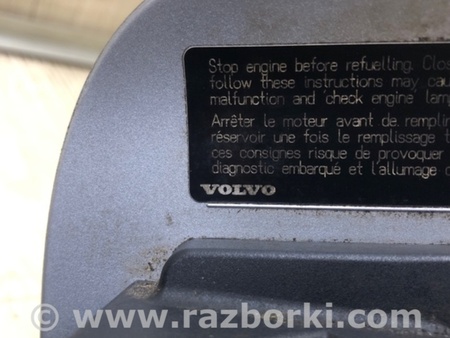 Stop engine before refuelling. Clos
follow these instructions may cau
malfunction and check engine lam
Arrêter le moteur avant de remplir
réservoir une fois le remplissage t
ces consignes risque de provoquer
diagnostic embarqué et l'allumage
VOLVO
© - www.razborki.com